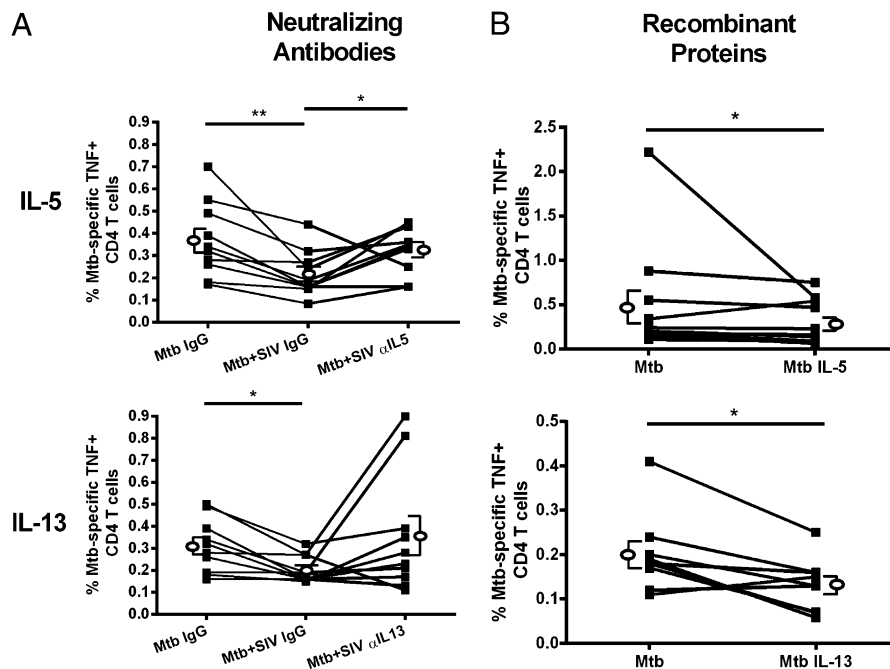 A
Neutralizing
Antibodies
B
Recombinant
Proteins
IL-5
% Mtb-specific TNF+
CD4 T cells
0.9
0.8
0.7
0.6
0.5
0.4
0.3
0.2
0.1
0.0
**
*
Mtb IgG
Mtb+SIV IgG
Mtb+SIV αIL5
% Mtb-specific TNF+
CD4 T cells
2.5
2.0
1.5
1.0
0.5
0.0
*
Mtb
Mtb IL-5
IL-13
% Mtb-specific TNF+
CD4 T cells
0.9
0.8
0.7
0.6
0.5
0.4
0.3
0.2
0.1
0.0
*
Mtb IgG
Mtb+SIV IgG
Mtb+SIV αIL13
% Mtb-specific TNF+
CD4 T cells
0.5
0.4
0.3
0.2
0.1
0.0
*
Mtb
Mtb IL-13